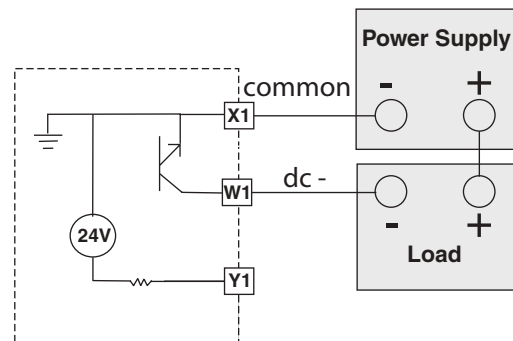 Power Supply
- +
common
X1
W1
dc -
- +
Load
24V
Y1